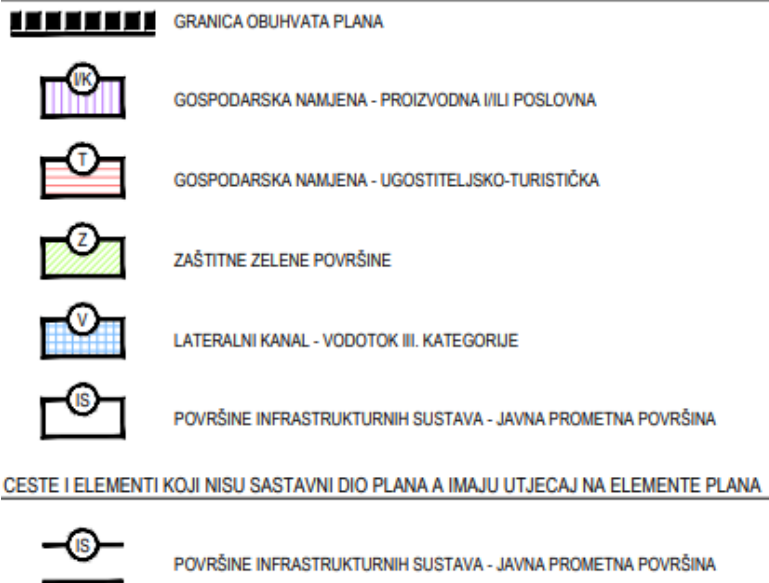 GRANICA OBUHVATA PLANA
I/K
GOSPODARSKA NAMJENA - PROIZVODNA I/ILI POSLOVNA
T
GOSPODARSKA NAMJENA - UGOSTITELJSKO-TURISTIČKA
Z
ZAŠTITNE ZELENE POVRŠINE
V
LATERALNI KANAL - VODOTOK III. KATEGORIJE
IS
POVRŠINE INFRASTRUKTURNIH SUSTAVA - JAVNA PROMETNA POVRŠINA
CESTE I ELEMENTI KOJI NISU SASTAVNI DIO PLANA A IMAJU UTJECAJ NA ELEMENTE PLANA
IS
POVRŠINE INFRASTRUKTURNIH SUSTAVA - JAVNA PROMETNA POVRŠINA